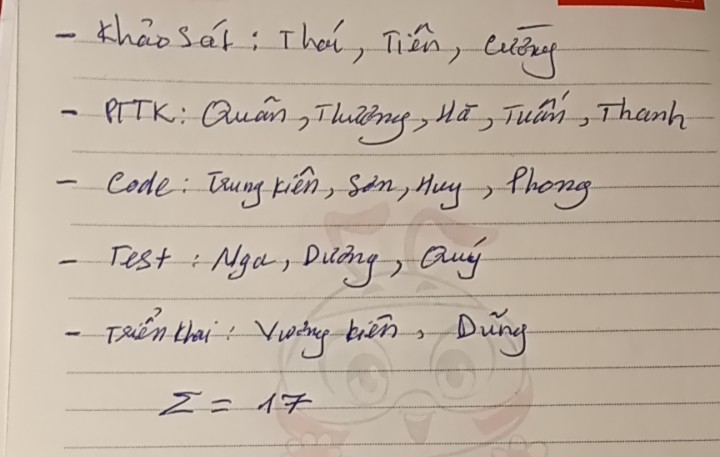 - Khảo Sát : Thái, Tiến, Cường
- PTTK: Quân, Thương, Hà, Tuấn, Thanh
- Code: Trung Kiên, Sơn, Huy, Phong
- Test : Nga, Dương, Quý
- Triển khai : Vương Kiên, Dũng
Σ = 17